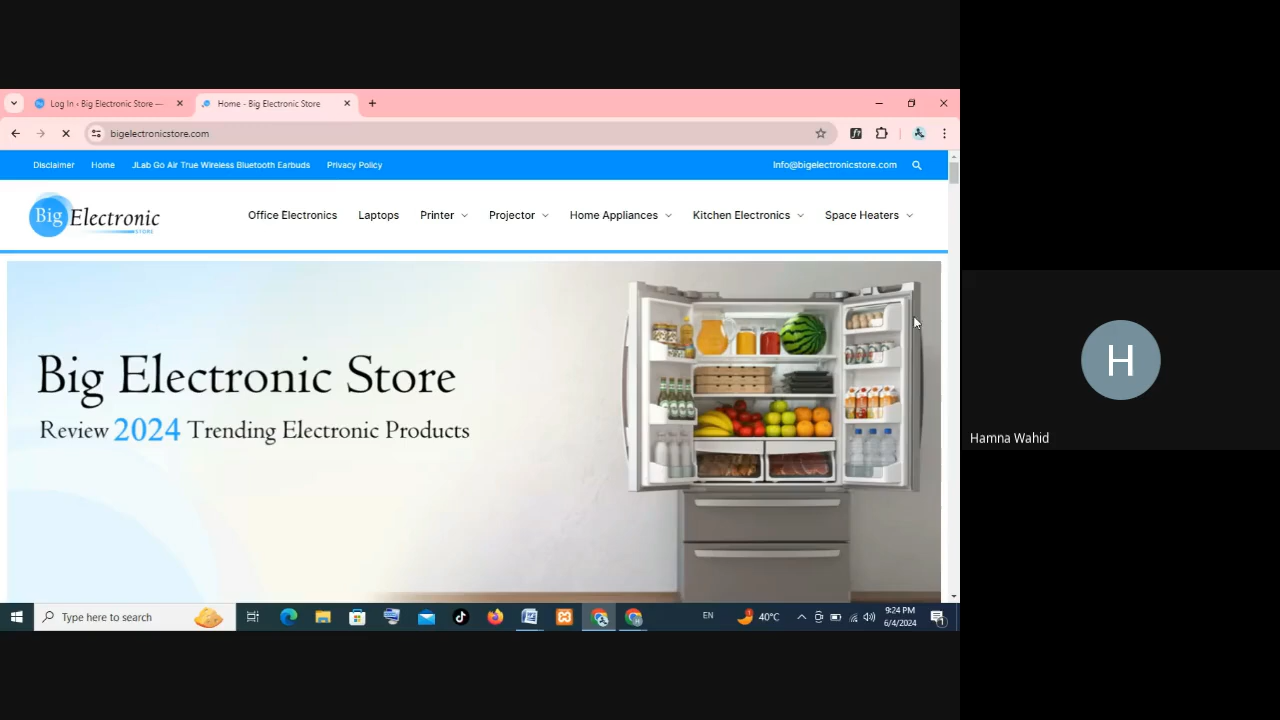 Log In ‹ Big Electronic Store —
Home - Big Electronic Store
bigelectronicstore.com
Disclaimer Home JLab Go Air True Wireless Bluetooth Earbuds Privacy Policy Info@bigelectronicstore.com
Big Electronic
STORE
Office Electronics Laptops Printer Projector Home Appliances Kitchen Electronics Space Heaters
Big Electronic Store
Review 2024 Trending Electronic Products
H
Hamna Wahid
Type here to search
EN
40°C
9:24 PM
6/4/2024
1